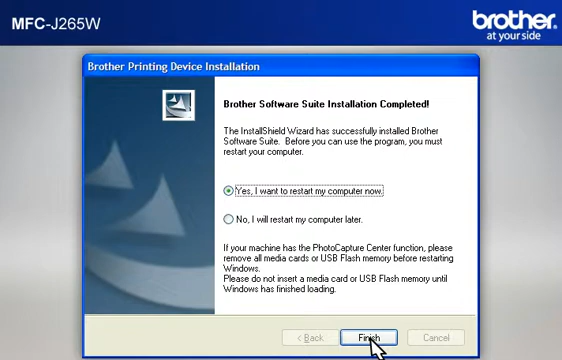 MFC-J265W
brother
at your side
Brother Printing Device Installation
Brother Software Suite Installation Completed!
The InstallShield Wizard has successfully installed Brother
Software Suite. Before you can use the program, you must
restart your computer.
Yes, I want to restart my computer now.
No, I will restart my computer later.
If your machine has the PhotoCapture Center function, please
remove all media cards or USB Flash memory before restarting
Windows.
Please do not insert a media card or USB Flash memory until
Windows has finished loading.
< Back
Finish
Cancel